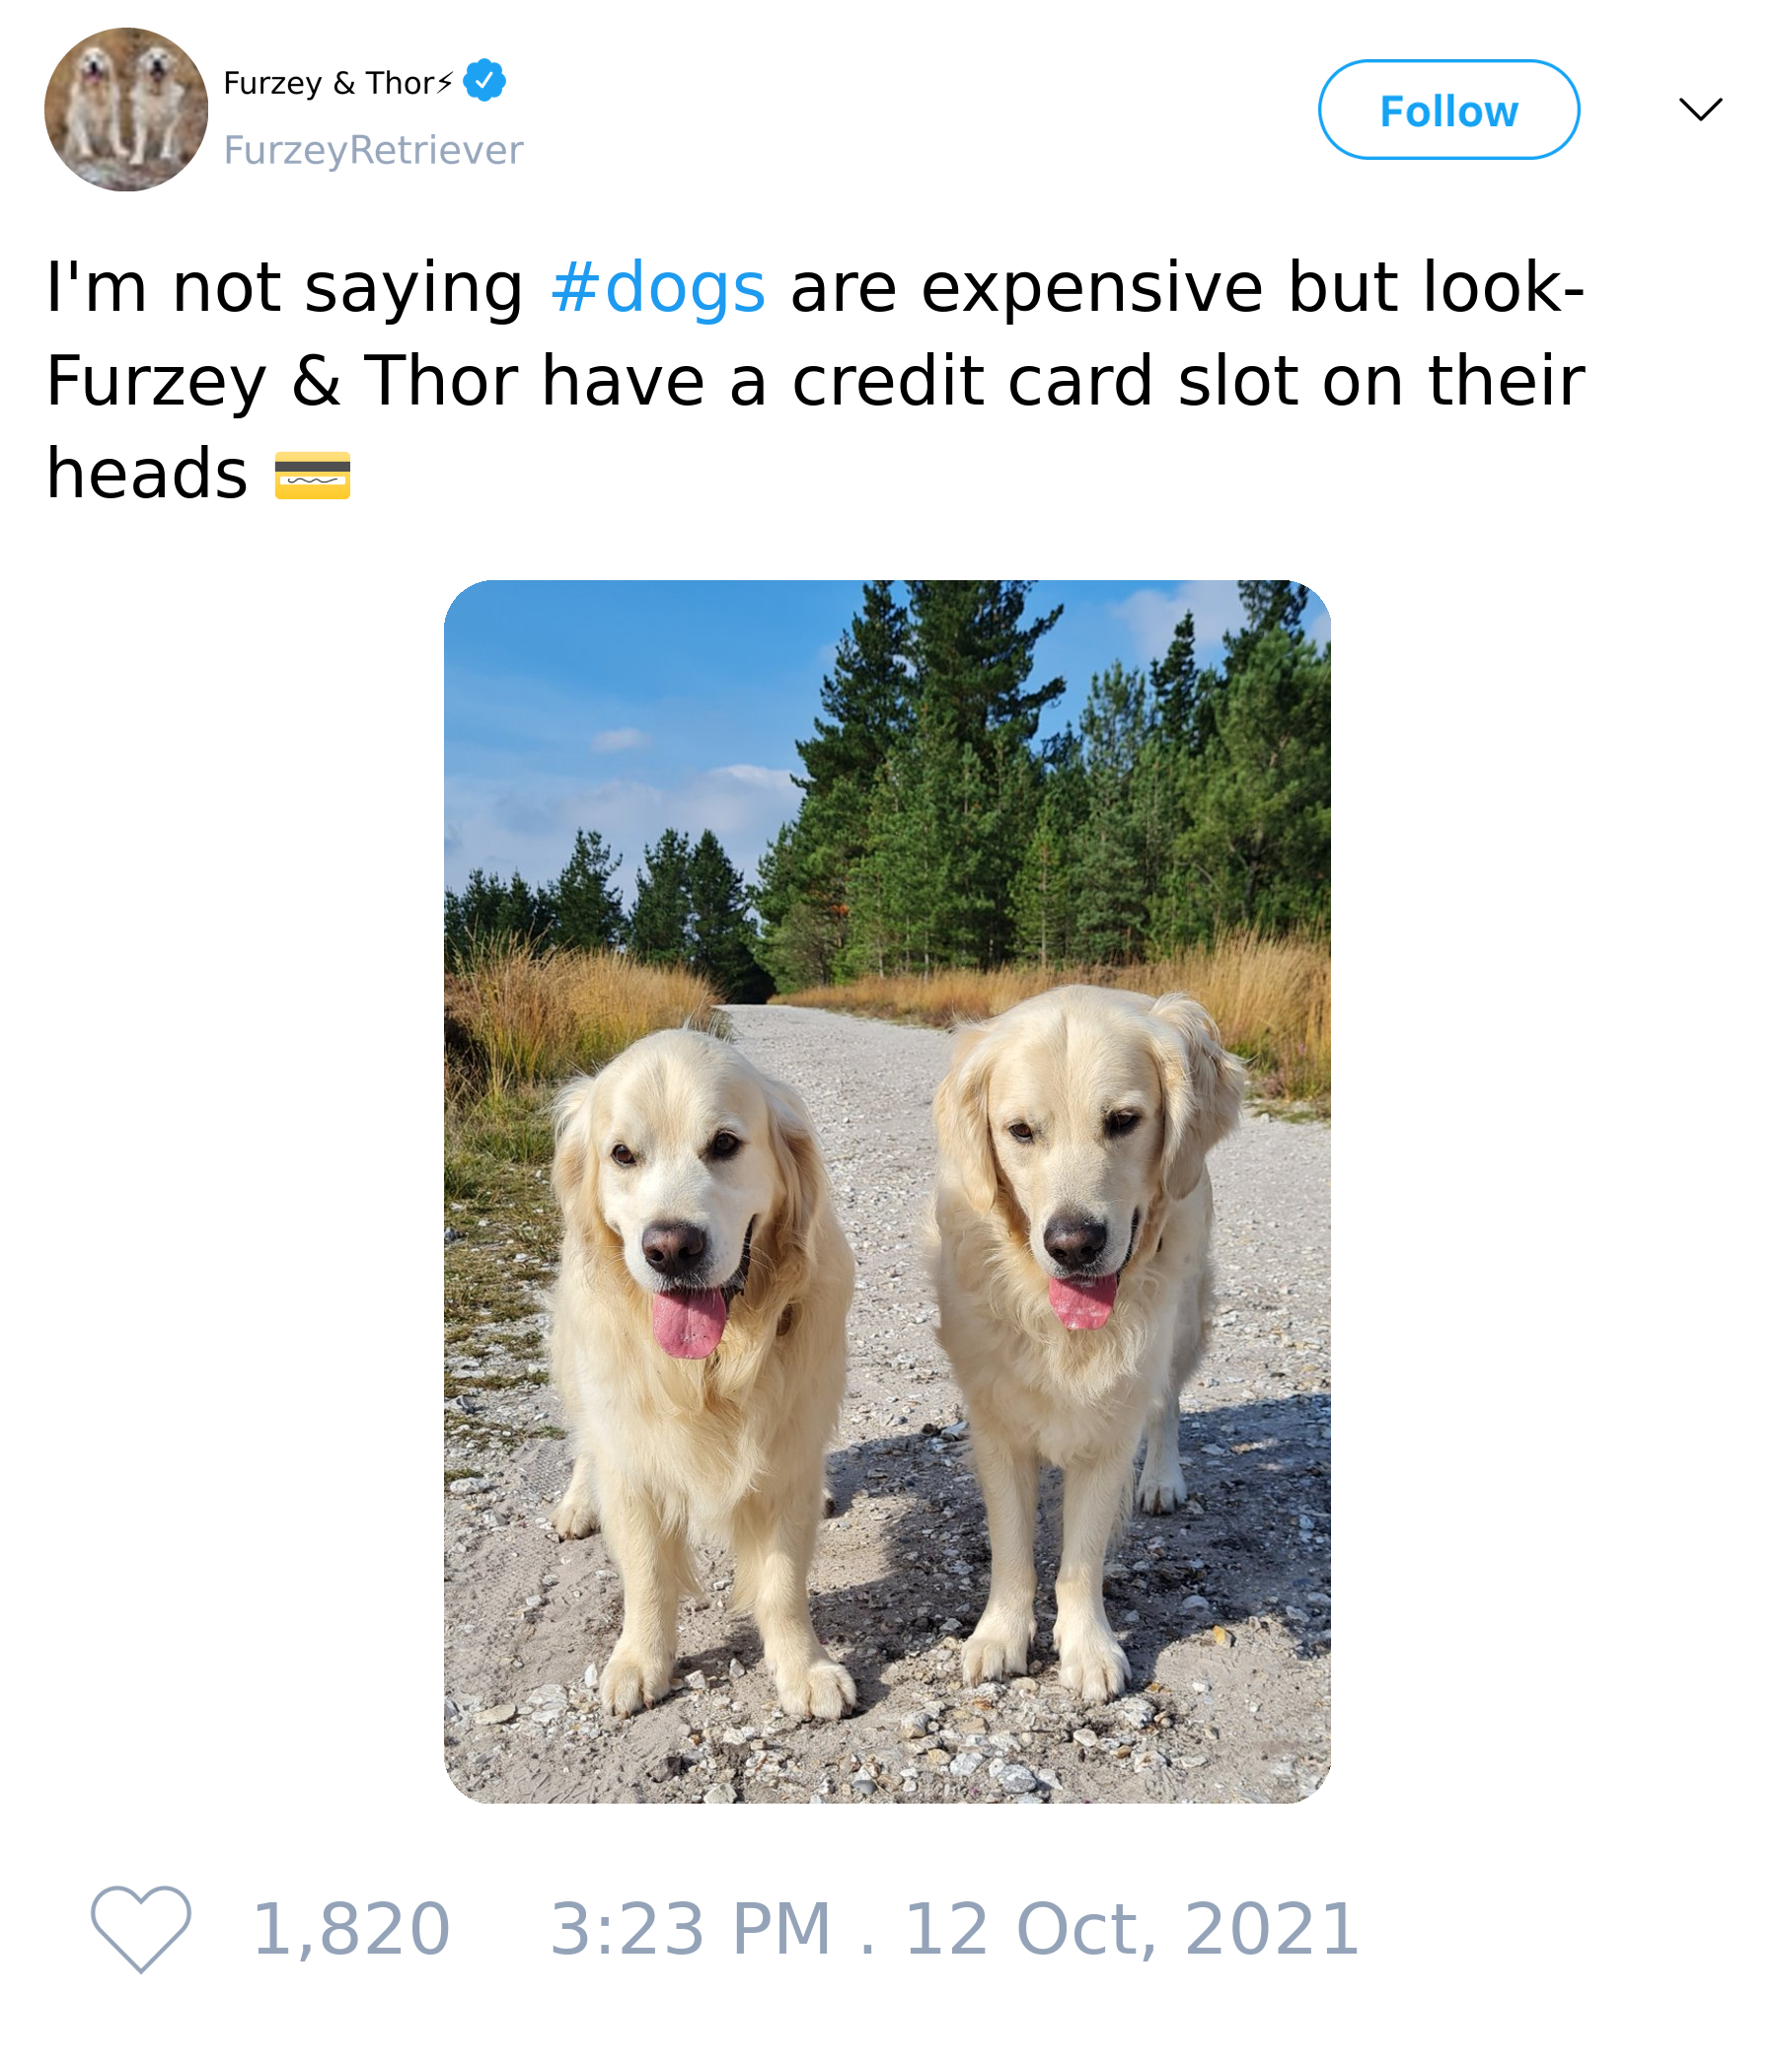 Furzey & Thor⚡
FurzeyRetriever
Follow
I'm not saying #dogs are expensive but look-
Furzey & Thor have a credit card slot on their
heads 💳
1,820 3:23 PM . 12 Oct, 2021